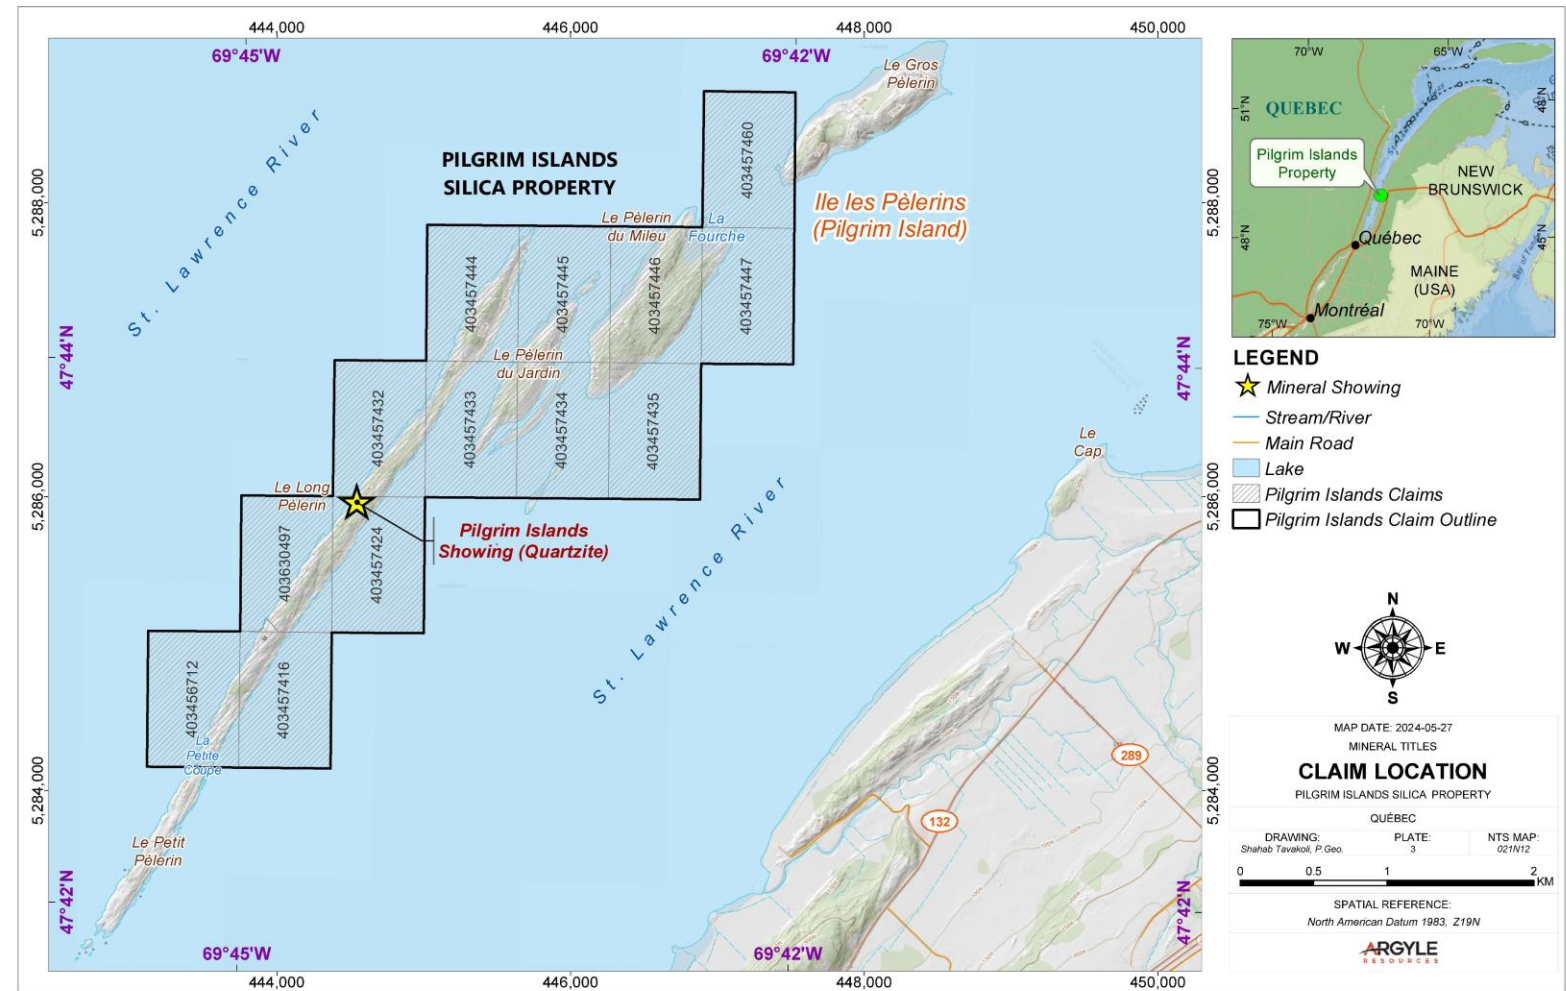 444,000
446,000
448,000
450,000
69°45'W
69°42'W
5,288,000
47°44'N
5,286,000
5,284,000
47°42'N
5,288,000
47°44'N
5,286,000
5,284,000
47°42'N
Le Gros
Pèlerin
St. Lawrence River
PILGRIM ISLANDS
SILICA PROPERTY
403457460
Ile les Pèlerins
(Pilgrim Island)
Le Pèlerin
du Mileu
La
Fourche
403457444
403457445
403457446
403457447
Le Pèlerin
du Jardin
403457432
403457433
403457434
403457435
Le
Cap
Le Long
Pèlerin
Pilgrim Islands
Showing (Quartzite)
403630497
403457424
St. Lawrence River
403456712
403457416
La
Petite
Coupe
289
132
Le Petit
Pèlerin
69°45'W
69°42'W
444,000
446,000
448,000
450,000
70°W
65°W
51°N
48°N
QUEBEC
Pilgrim Islands
Property
NEW
BRUNSWICK
48°N
45°N
Québec
MAINE
(USA)
Bay of Fundy
Montréal
75°W
70°W
LEGEND
Mineral Showing
Stream/River
Main Road
Lake
Pilgrim Islands Claims
Pilgrim Islands Claim Outline
N
W
E
S
MAP DATE: 2024-05-27
MINERAL TITLES
CLAIM LOCATION
PILGRIM ISLANDS SILICA PROPERTY
QUÉBEC
DRAWING:
Shahab Tavakoli, P.Geo.
PLATE:
3
NTS MAP:
021N12
0 0.5 1 2
KM
SPATIAL REFERENCE:
North American Datum 1983, Z19N
ARGYLE
RESOURCES